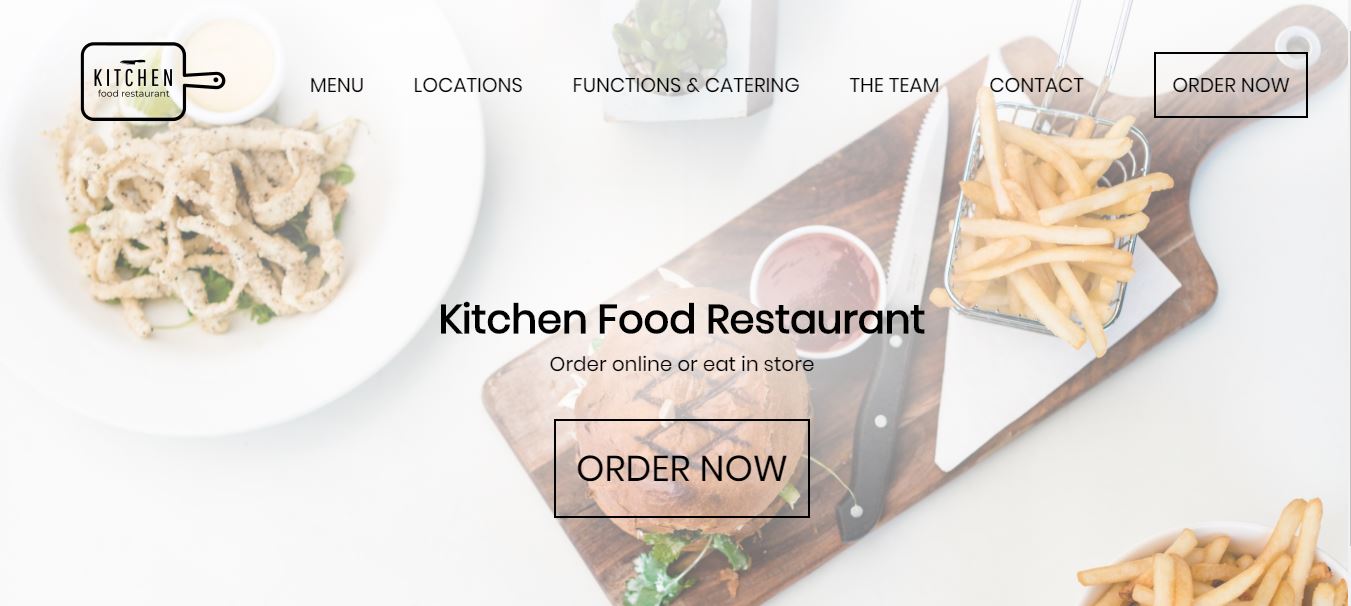 KITCHEN
food restaurant
MENU LOCATIONS FUNCTIONS & CATERING THE TEAM CONTACT ORDER NOW
Kitchen Food Restaurant
Order online or eat in store
ORDER NOW